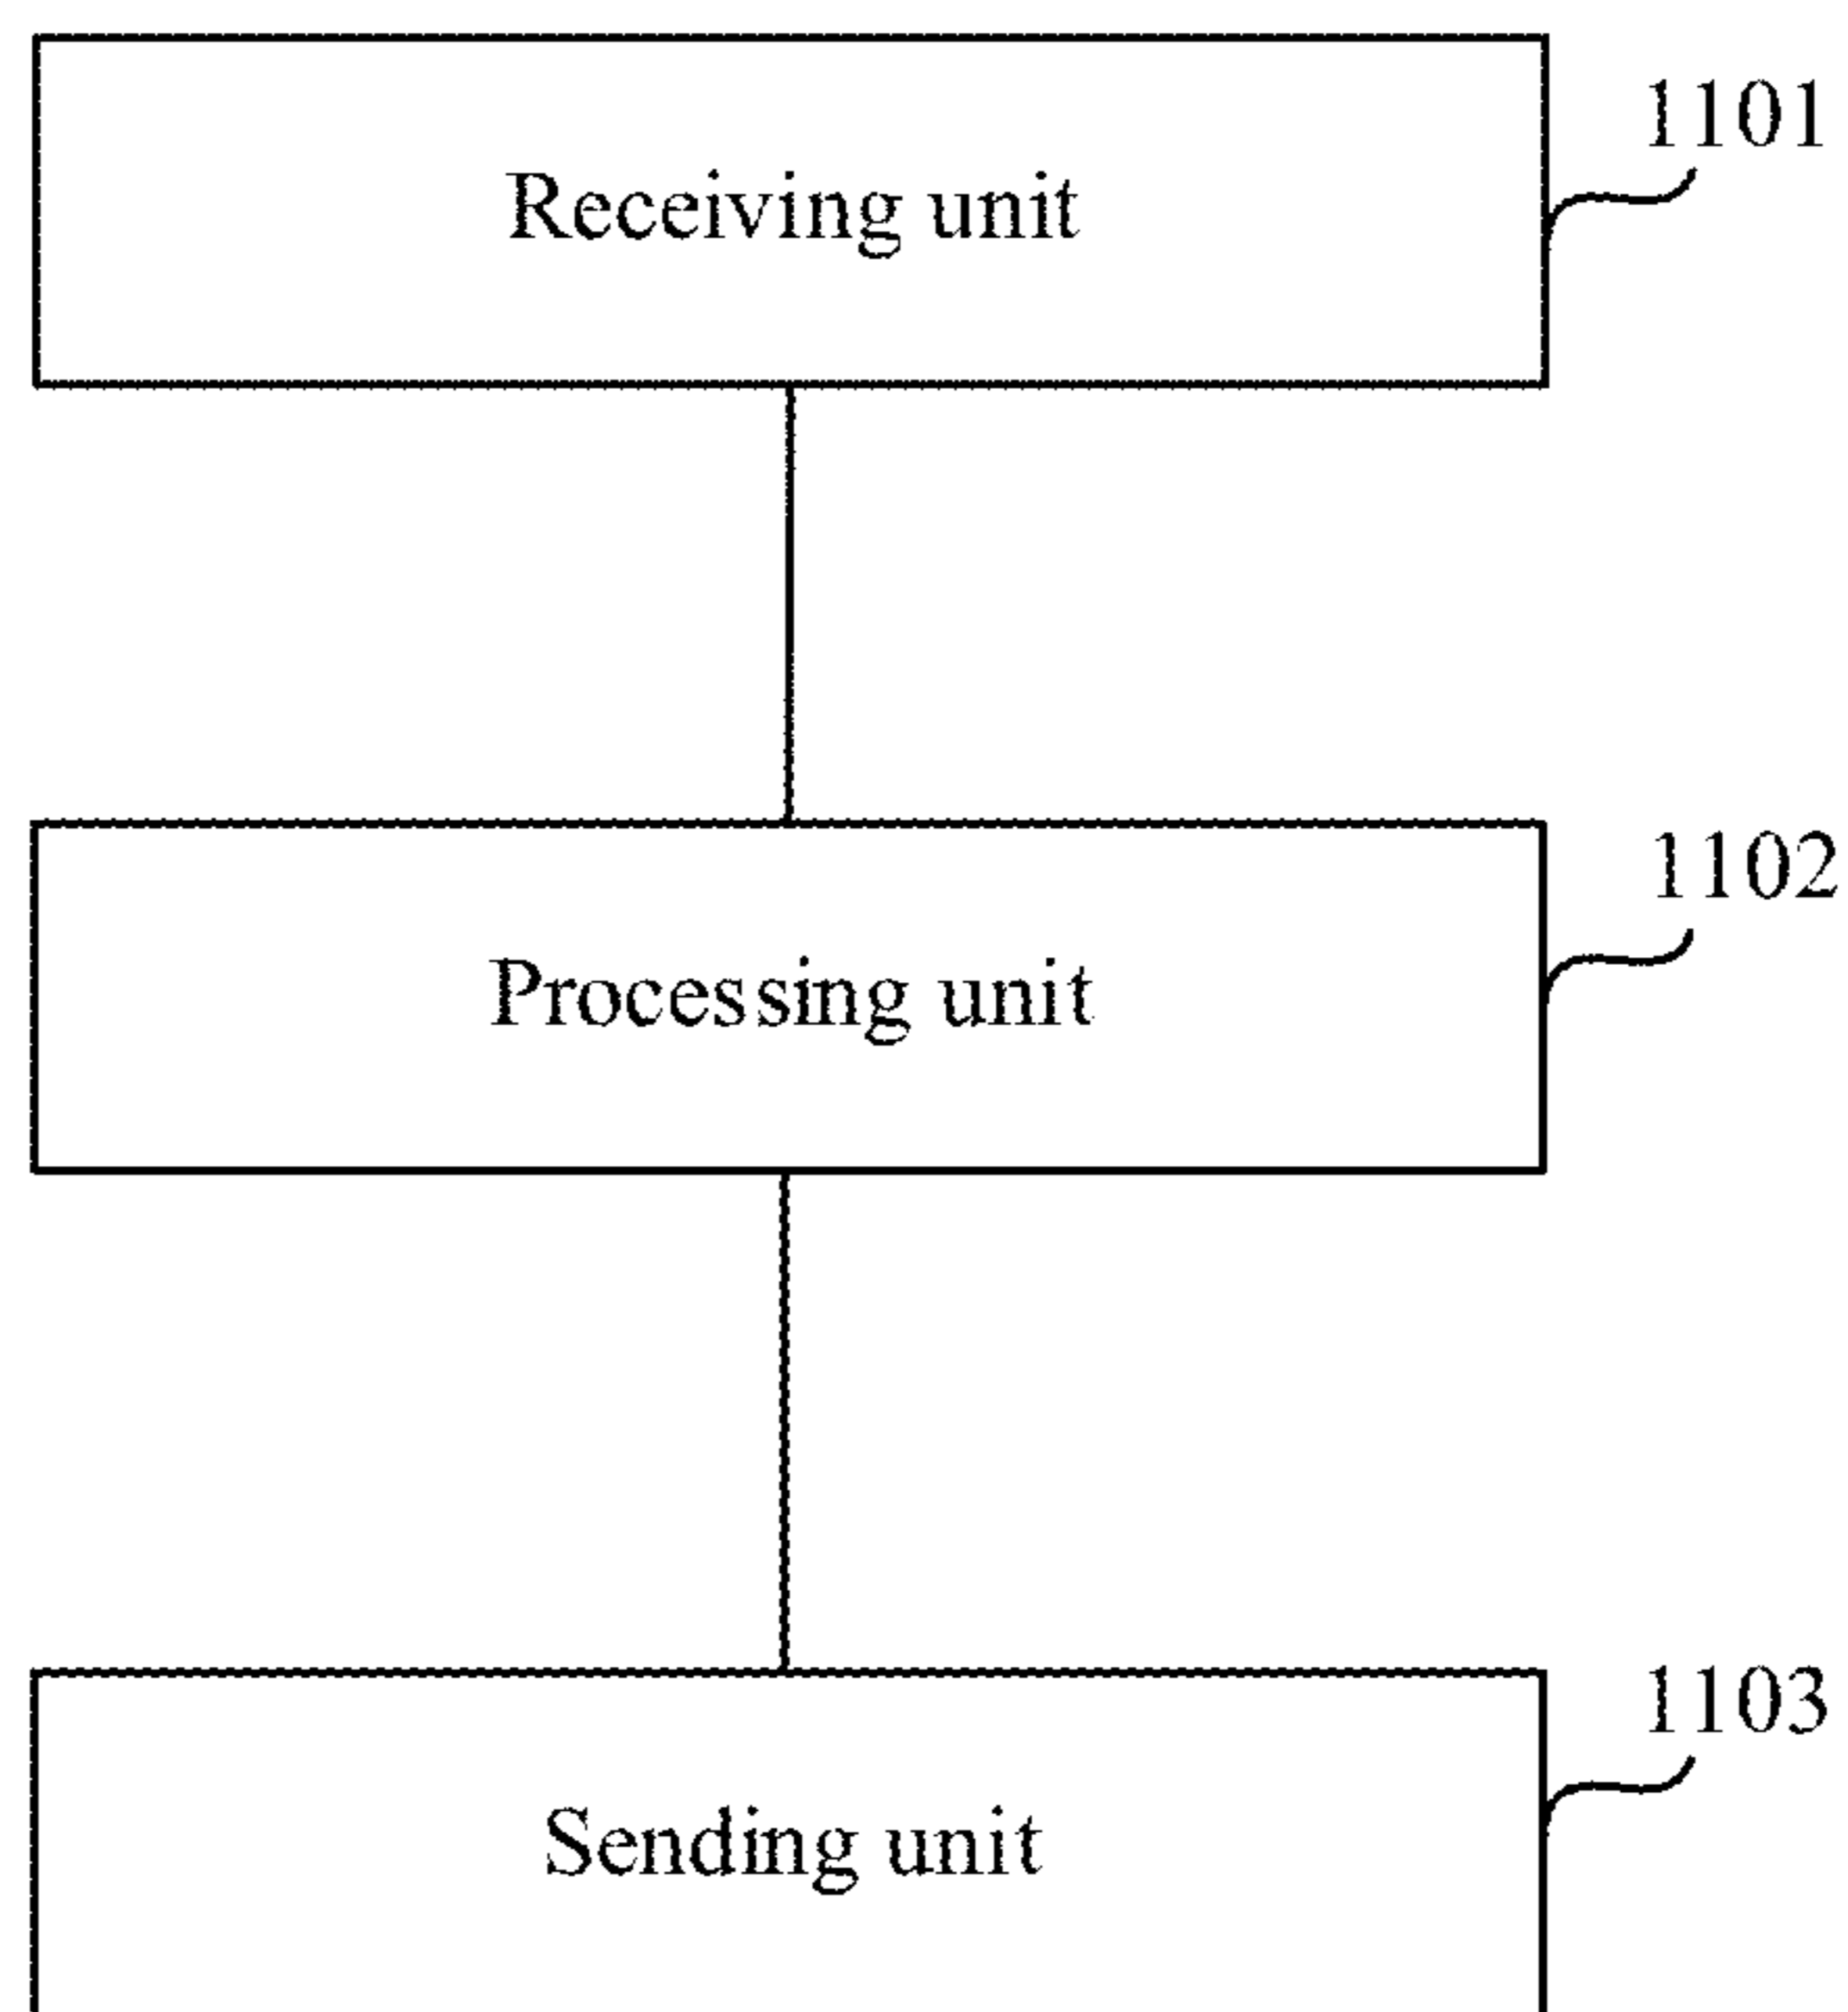 1101
Receiving unit
1102
Processing unit
1103
Sending unit